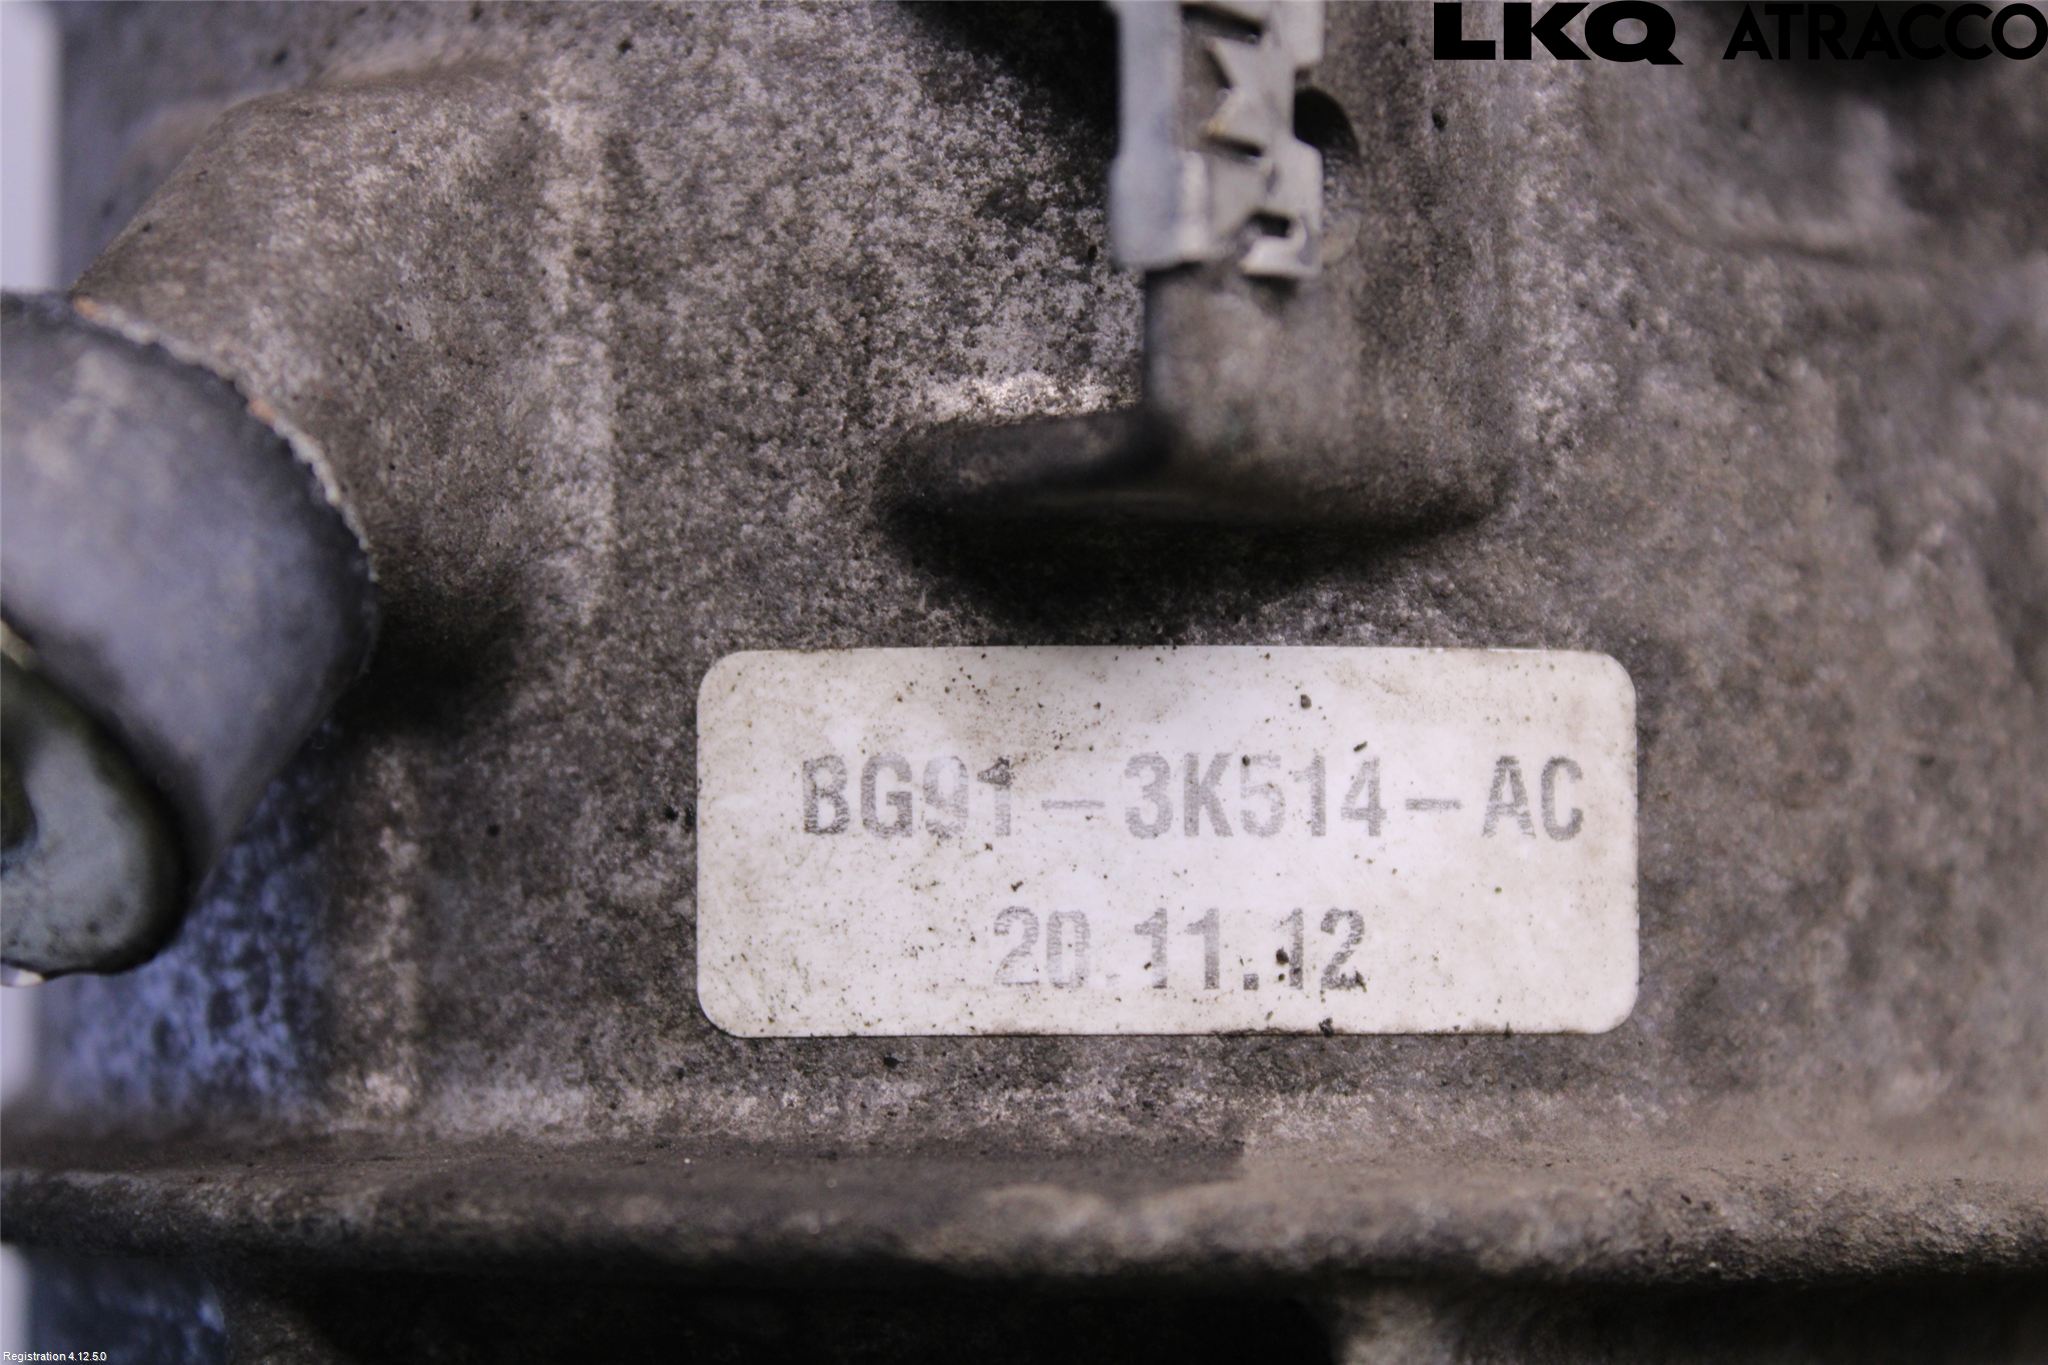 LKQ ATRACCO
BG91-3K514-AC
20.11.12
Registration 4.12.5.0